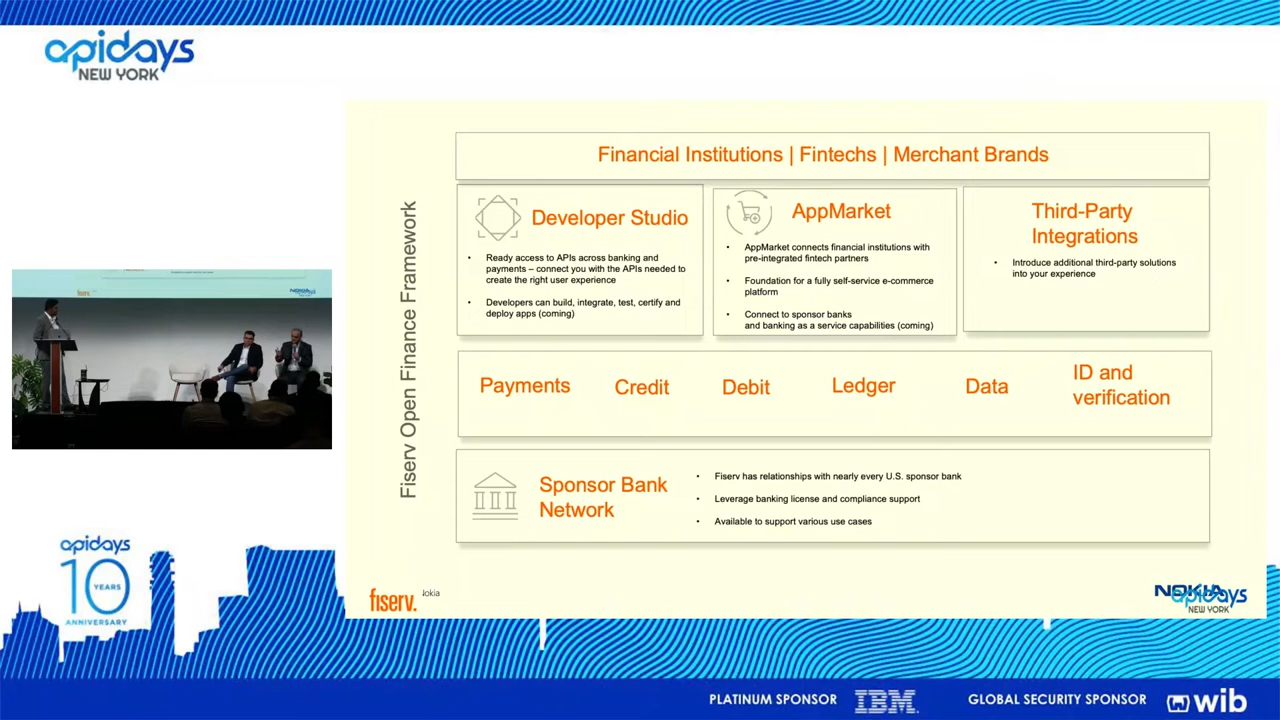 apidays
NEW YORK
Financial Institutions | Fintechs | Merchant Brands
Fiserv Open Finance Framework
Developer Studio
• Ready access to APIs across banking and
payments – connect you with the APIs needed to
create the right user experience
• Developers can build, integrate, test, certify and
deploy apps (coming)
AppMarket
• AppMarket connects financial institutions with
pre-integrated fintech partners
• Foundation for a fully self-service e-commerce
platform
• Connect to sponsor banks
and banking as a service capabilities (coming)
Third-Party
Integrations
• Introduce additional third-party solutions
into your experience
Payments
Credit
Debit
Ledger
Data
ID and
verification
Sponsor Bank
Network
• Fiserv has relationships with nearly every U.S. sponsor bank
• Leverage banking license and compliance support
• Available to support various use cases
fiserv.
NOKIA
apidays
NEW YORK
fiserv.
NOKIA
apidays
10
YEARS
ANNIVERSARY
PLATINUM SPONSOR
IBM
GLOBAL SECURITY SPONSOR
wib